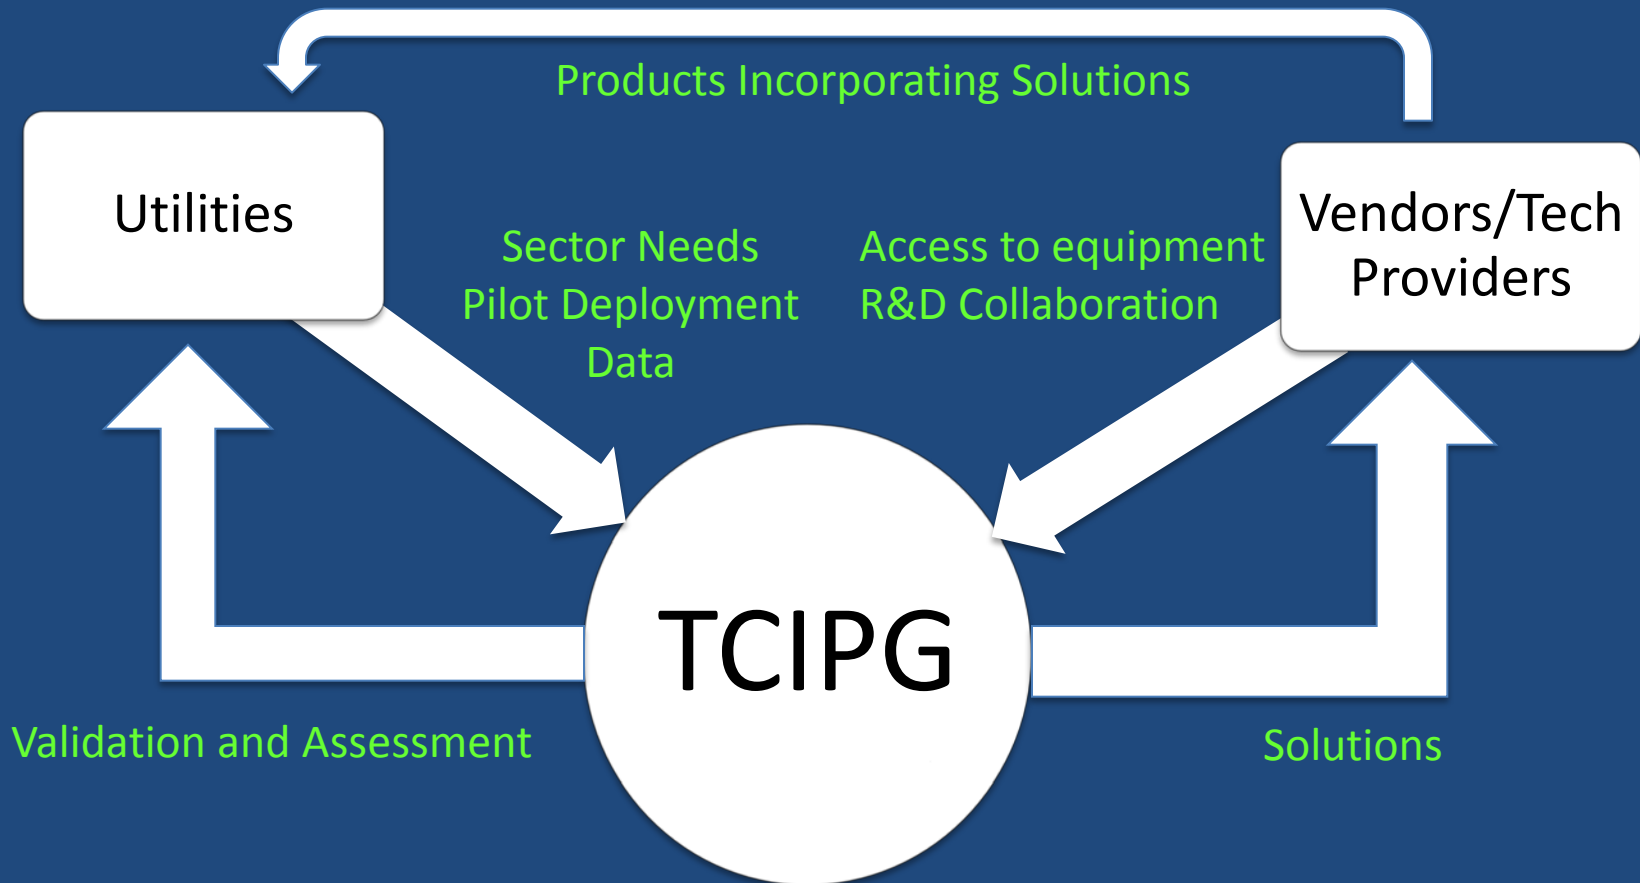 Products Incorporating Solutions
Utilities
Vendors/Tech
Providers
Sector Needs
Pilot Deployment
Data
Access to equipment
R&D Collaboration
TCIPG
Validation and Assessment
Solutions